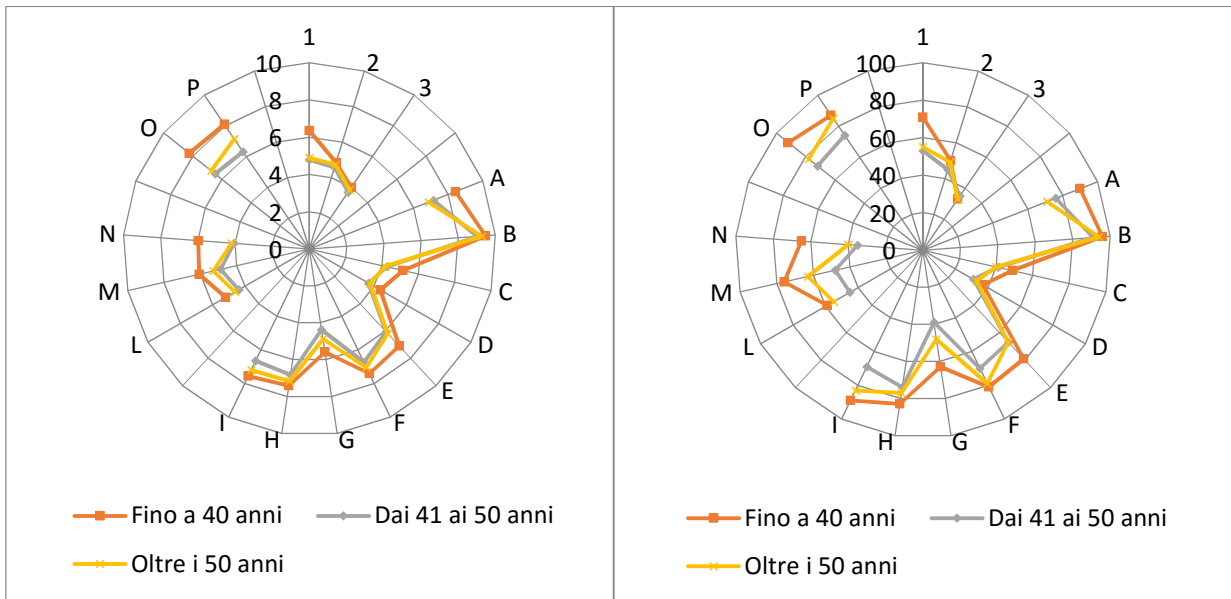 1
10
P
2
8
3
O
6
4
A
2
B
N
0
C
M
D
L
E
I
F
H
G
Fino a 40 anni
Dai 41 ai 50 anni
Oltre i 50 anni
1
100
P
2
80
3
O
60
40
A
20
B
N
0
C
M
D
L
E
I
F
H
G
Fino a 40 anni
Dai 41 ai 50 anni
Oltre i 50 anni